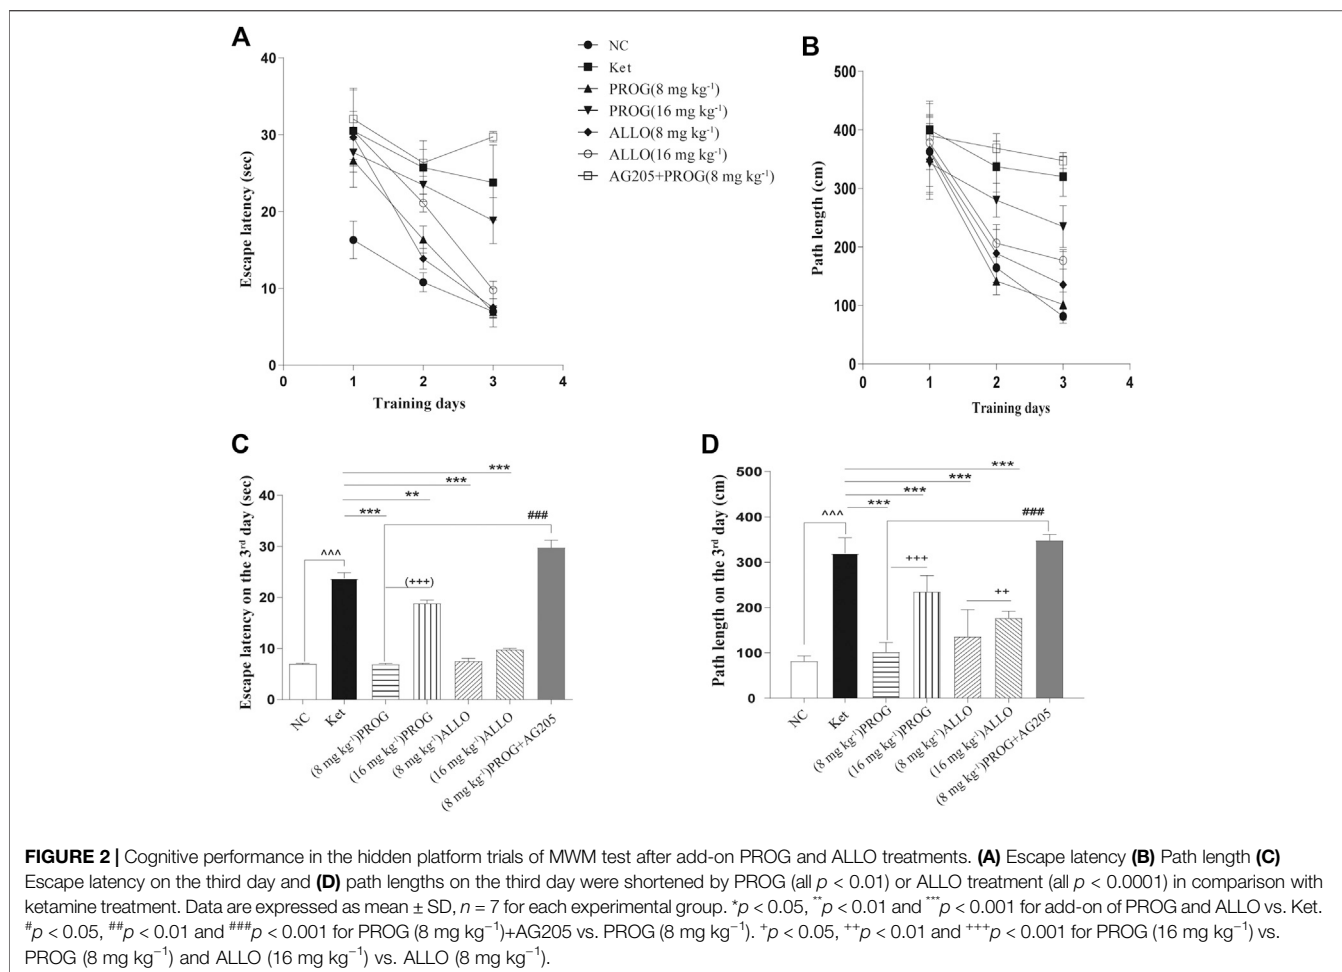 A
40
30
20
10
0
Escape latency (sec)
0 1 2 3 4
Training days
NC
Ket
PROG(8 mg kg⁻¹)
PROG(16 mg kg⁻¹)
ALLO(8 mg kg⁻¹)
ALLO(16 mg kg⁻¹)
AG205+PROG(8 mg kg⁻¹)
B
500
400
300
200
100
0
Path length (cm)
0 1 2 3 4
Training days
C
40
30
20
10
0
Escape latency on the 3ʳᵈ day (sec)
***
***
**
***
^^^
(+++)
###
NC
Ket
(8 mg kg⁻¹)PROG
(16 mg kg⁻¹)PROG
(8 mg kg⁻¹)ALLO
(16 mg kg⁻¹)ALLO
(8 mg kg⁻¹)PROG+AG205
D
500
400
300
200
100
0
Path length on the 3ʳᵈ day (cm)
***
***
***
***
^^^
+++
++
###
NC
Ket
(8 mg kg⁻¹)PROG
(16 mg kg⁻¹)PROG
(8 mg kg⁻¹)ALLO
(16 mg kg⁻¹)ALLO
(8 mg kg⁻¹)PROG+AG205
FIGURE 2 | Cognitive performance in the hidden platform trials of MWM test after add-on PROG and ALLO treatments. (A) Escape latency (B) Path length (C)
Escape latency on the third day and (D) path lengths on the third day were shortened by PROG (all p < 0.01) or ALLO treatment (all p < 0.0001) in comparison with
ketamine treatment. Data are expressed as mean ± SD, n = 7 for each experimental group. *p < 0.05, **p < 0.01 and ***p < 0.001 for add-on of PROG and ALLO vs. Ket.
#p < 0.05, ##p < 0.01 and ###p < 0.001 for PROG (8 mg kg⁻¹)+AG205 vs. PROG (8 mg kg⁻¹). +p < 0.05, ++p < 0.01 and +++p < 0.001 for PROG (16 mg kg⁻¹) vs.
PROG (8 mg kg⁻¹) and ALLO (16 mg kg⁻¹) vs. ALLO (8 mg kg⁻¹).